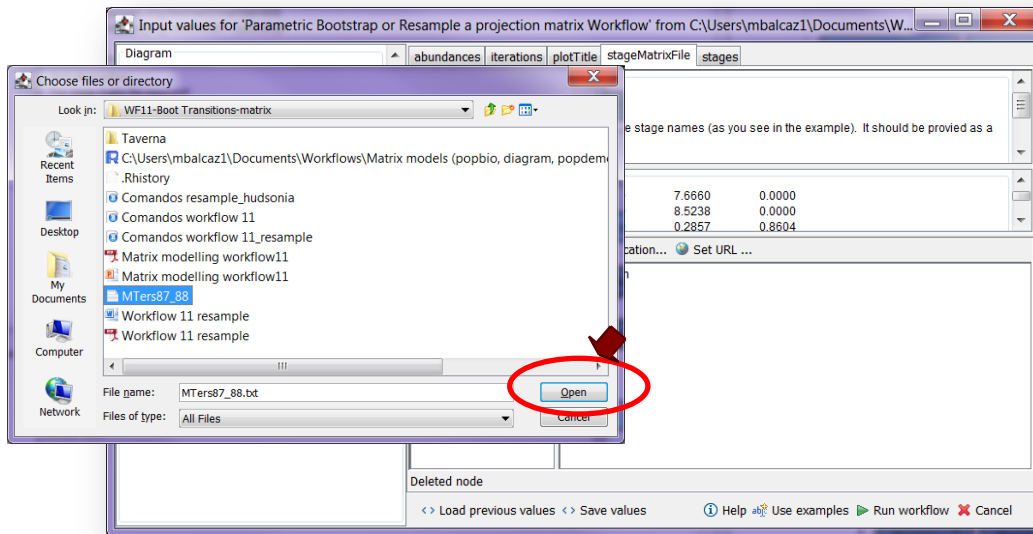 Input values for 'Parametric Bootstrap or Resample a projection matrix Workflow' from C:\Users\mbalcaz1\Documents\W...
Diagram
abundances iterations plotTitle stageMatrixFile stages
Choose files or directory
Look in: WF11-Boot Transitions-matrix
Recent Items
Desktop
My Documents
Computer
Network
Taverna
C:\Users\mbalcaz1\Documents\Workflows\Matrix models (popbio, diagram, popdem
.Rhistory
Comandos resample_hudsonia
Comandos workflow 11
Comandos workflow 11_resample
Matrix modelling workflow11
Matrix modelling workflow11
MTers87_88
Workflow 11 resample
Workflow 11 resample
File name: MTers87_88.txt Open
Files of type: All Files Cancel
e stage names (as you see in the example). It should be provied as a
7.6660 0.0000
8.5238 0.0000
0.2857 0.8604
cation... Set URL ...
Deleted node
Load previous values Save values Help Use examples Run workflow Cancel